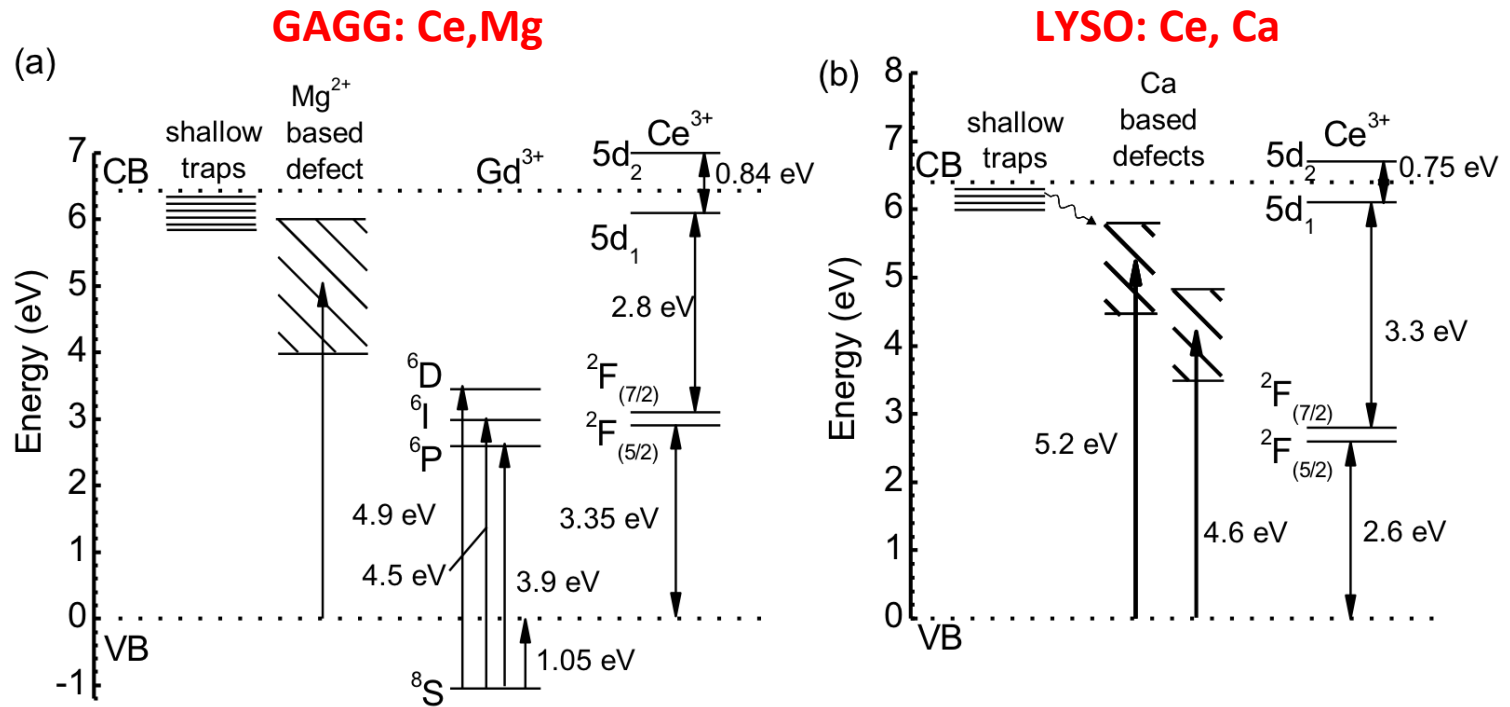 GAGG: Ce,Mg
(a)
Mg²⁺
based
defect
shallow
traps
Gd³⁺
Ce³⁺
7
6
5
4
3
2
1
0
-1
Energy (eV)
CB
VB
5d₂
0.84 eV
5d₁
2.8 eV
²F₍₇/₂₎
²F₍₅/₂₎
3.35 eV
⁶D
⁶I
⁶P
4.9 eV
4.5 eV
3.9 eV
1.05 eV
⁸S
LYSO: Ce, Ca
(b)
Ca
based
defects
shallow
traps
Ce³⁺
8
7
6
5
4
3
2
1
0
Energy (eV)
CB
VB
5d₂
0.75 eV
5d₁
3.3 eV
²F₍₇/₂₎
²F₍₅/₂₎
5.2 eV
4.6 eV
2.6 eV